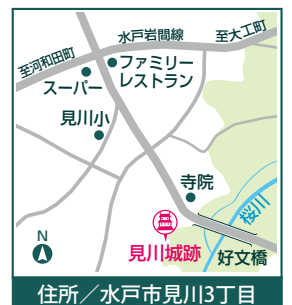 水戸岩間線
至大工町
至河和田町
ファミリー
レストラン
スーパー
見川小
寺院
桜川
見川城跡
好文橋
N
住所／水戸市見川3丁目